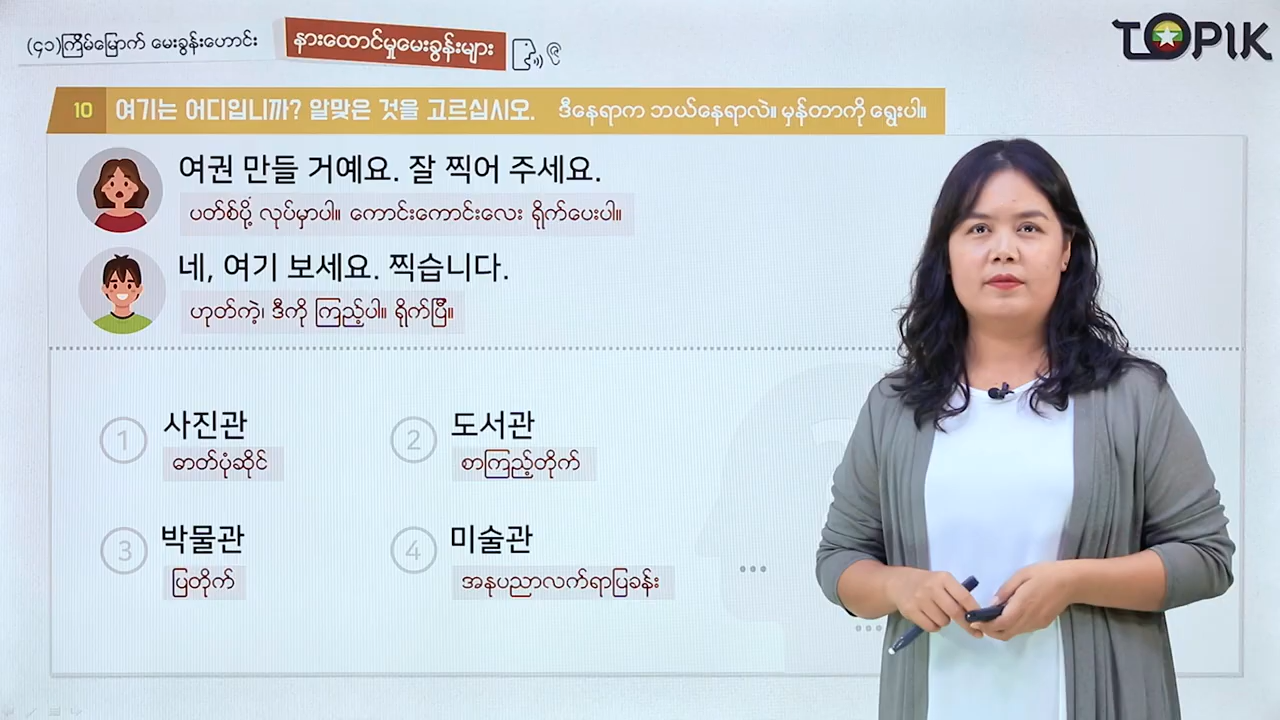 (၄၁)ကြိမ်မြောက် မေးခွန်းဟောင်း
နားထောင်မှုမေးခွန်းများ
၉
TOPIK
10 여기는 어디입니까? 알맞은 것을 고르십시오. ဒီနေရာက ဘယ်နေရာလဲ။ မှန်တာကို ရွေးပါ။
여권 만들 거예요. 잘 찍어 주세요.
ပတ်စ်ပို့ လုပ်မှာပါ။ ကောင်းကောင်းလေး ရိုက်ပေးပါ။
네, 여기 보세요. 찍습니다.
ဟုတ်ကဲ့၊ ဒီကို ကြည့်ပါ။ ရိုက်ပြီ။
① 사진관
ဓာတ်ပုံဆိုင်
② 도서관
စာကြည့်တိုက်
③ 박물관
ပြတိုက်
④ 미술관
အနုပညာလက်ရာပြခန်း